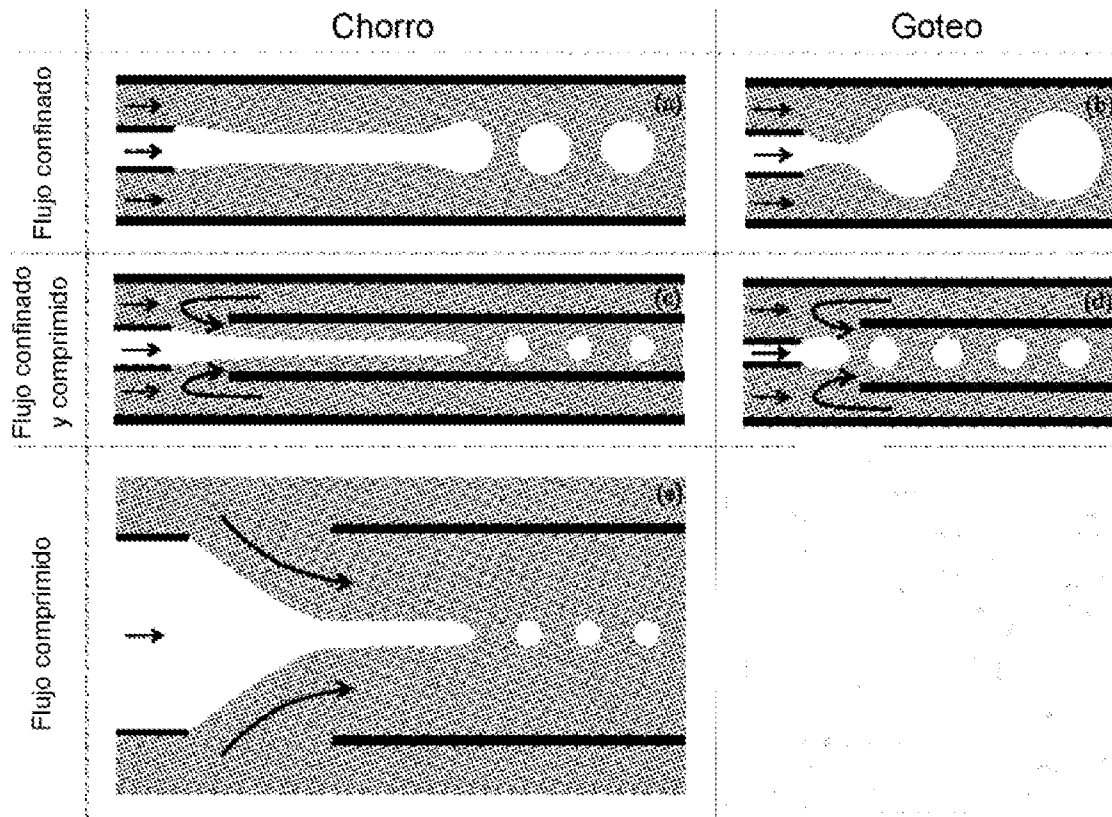 Chorro
Goteo
Flujo confinado
(a)
(b)
Flujo confinado
y comprimido
(c)
(d)
Flujo comprimido
(e)